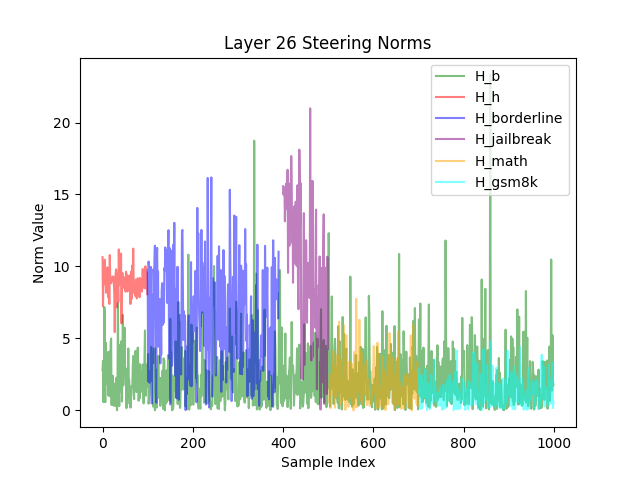 Layer 26 Steering Norms
Norm Value
20
15
10
5
0
H_b
H_h
H_borderline
H_jailbreak
H_math
H_gsm8k
0
200
400
600
800
1000
Sample Index